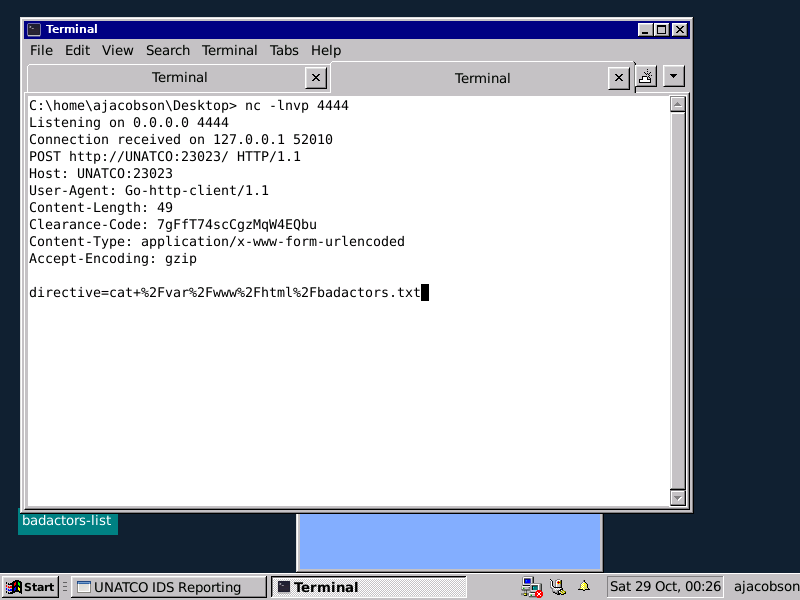 Terminal
File Edit View Search Terminal Tabs Help
Terminal Terminal
C:\home\ajacobson\Desktop> nc -lnvp 4444
Listening on 0.0.0.0 4444
Connection received on 127.0.0.1 52010
POST http://UNATCO:23023/ HTTP/1.1
Host: UNATCO:23023
User-Agent: Go-http-client/1.1
Content-Length: 49
Clearance-Code: 7gFfT74scCgzMqW4EQbu
Content-Type: application/x-www-form-urlencoded
Accept-Encoding: gzip
directive=cat+%2Fvar%2Fwww%2Fhtml%2Fbadactors.txt
badactors-list
Start UNATCO IDS Reporting Terminal Sat 29 Oct, 00:26 ajacobson